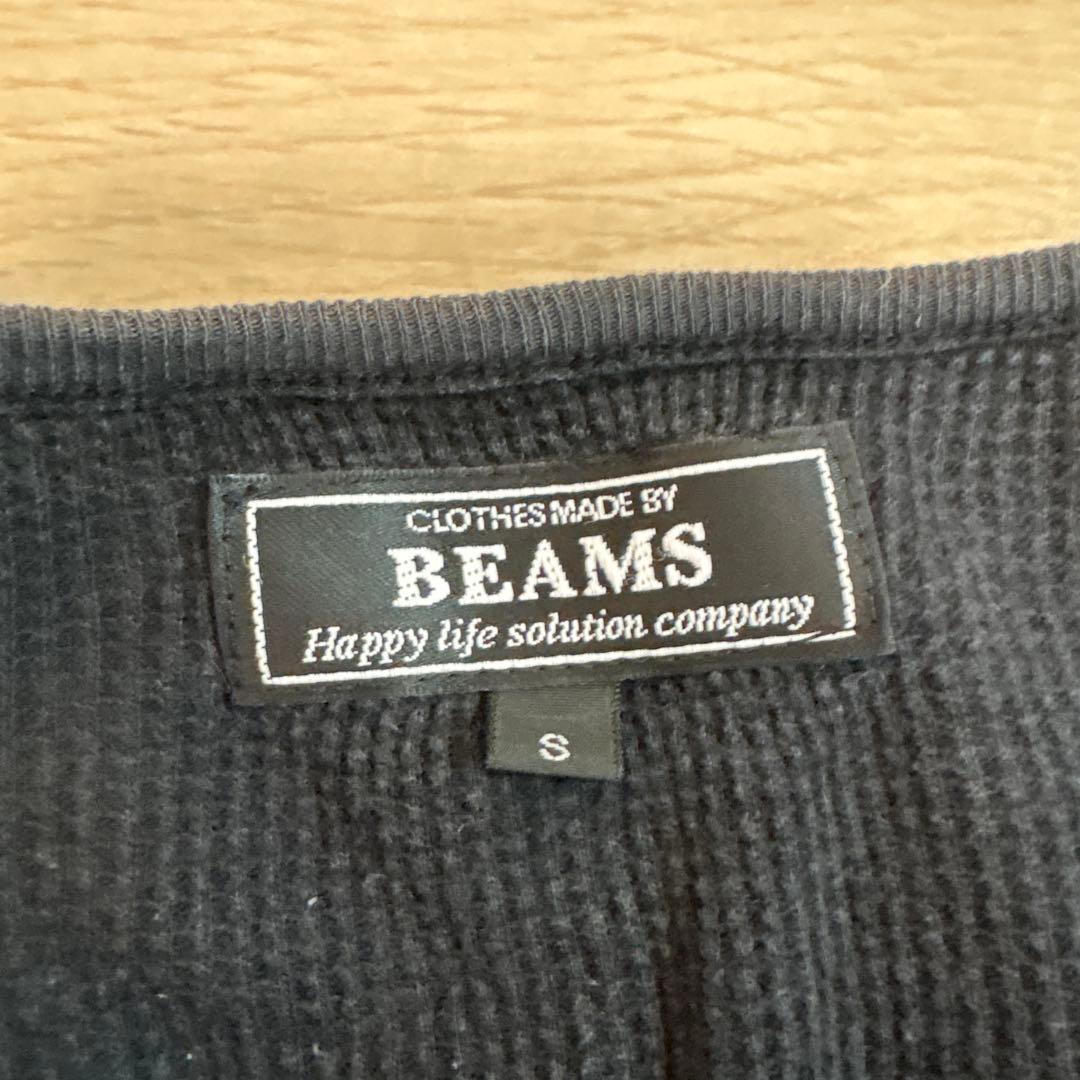 CLOTHES MADE BY
BEAMS
Happy life solution company
S